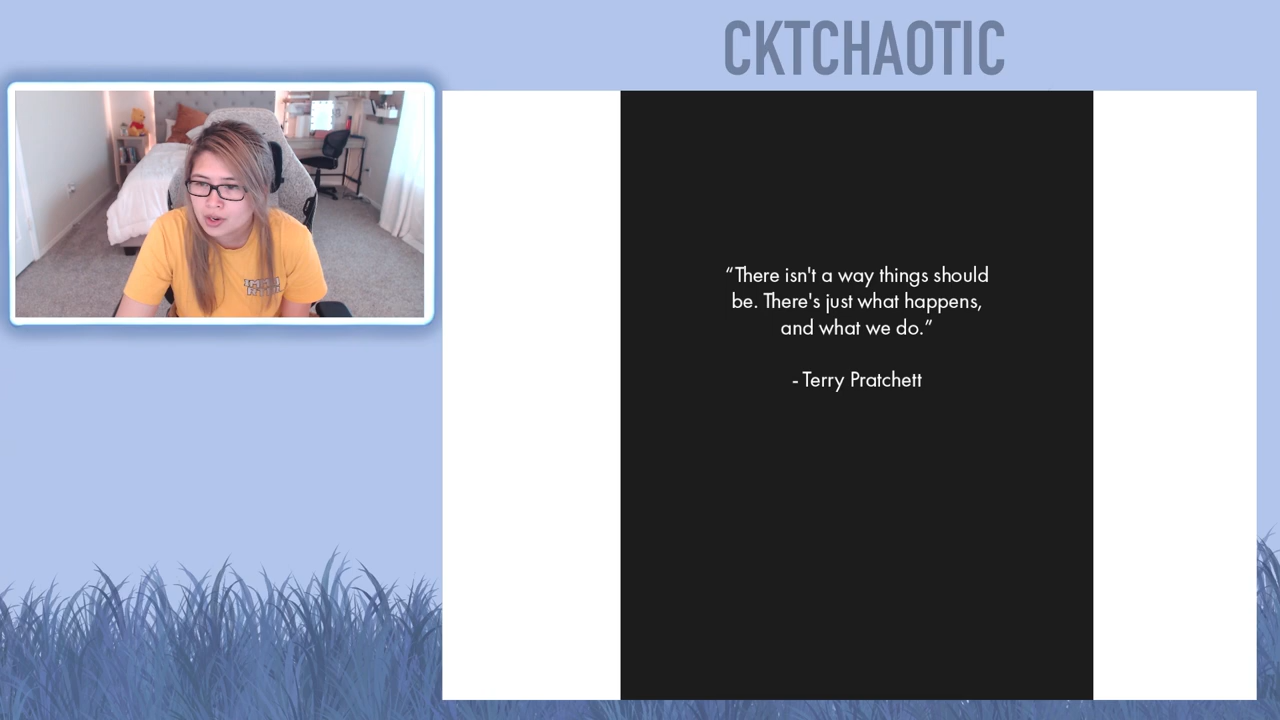 CKTCHAOTIC
“There isn't a way things should
be. There's just what happens,
and what we do.”
- Terry Pratchett